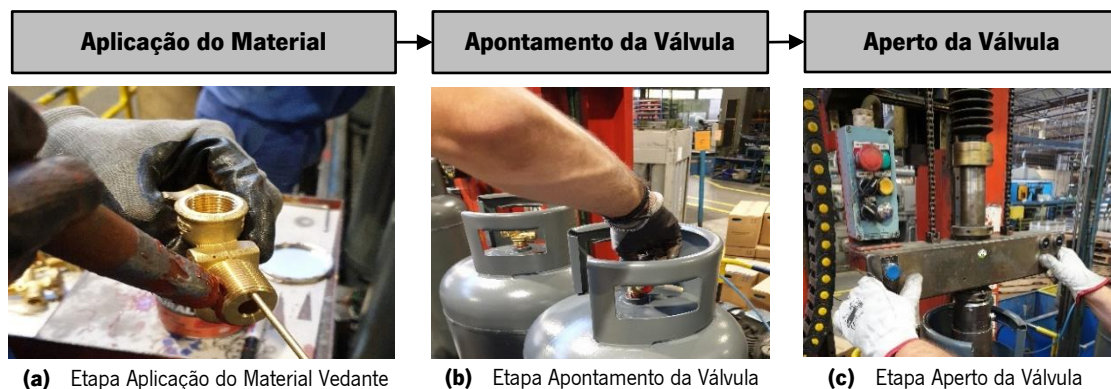 Aplicação do Material
Apontamento da Válvula
Aperto da Válvula
(a) Etapa Aplicação do Material Vedante
(b) Etapa Apontamento da Válvula
(c) Etapa Aperto da Válvula